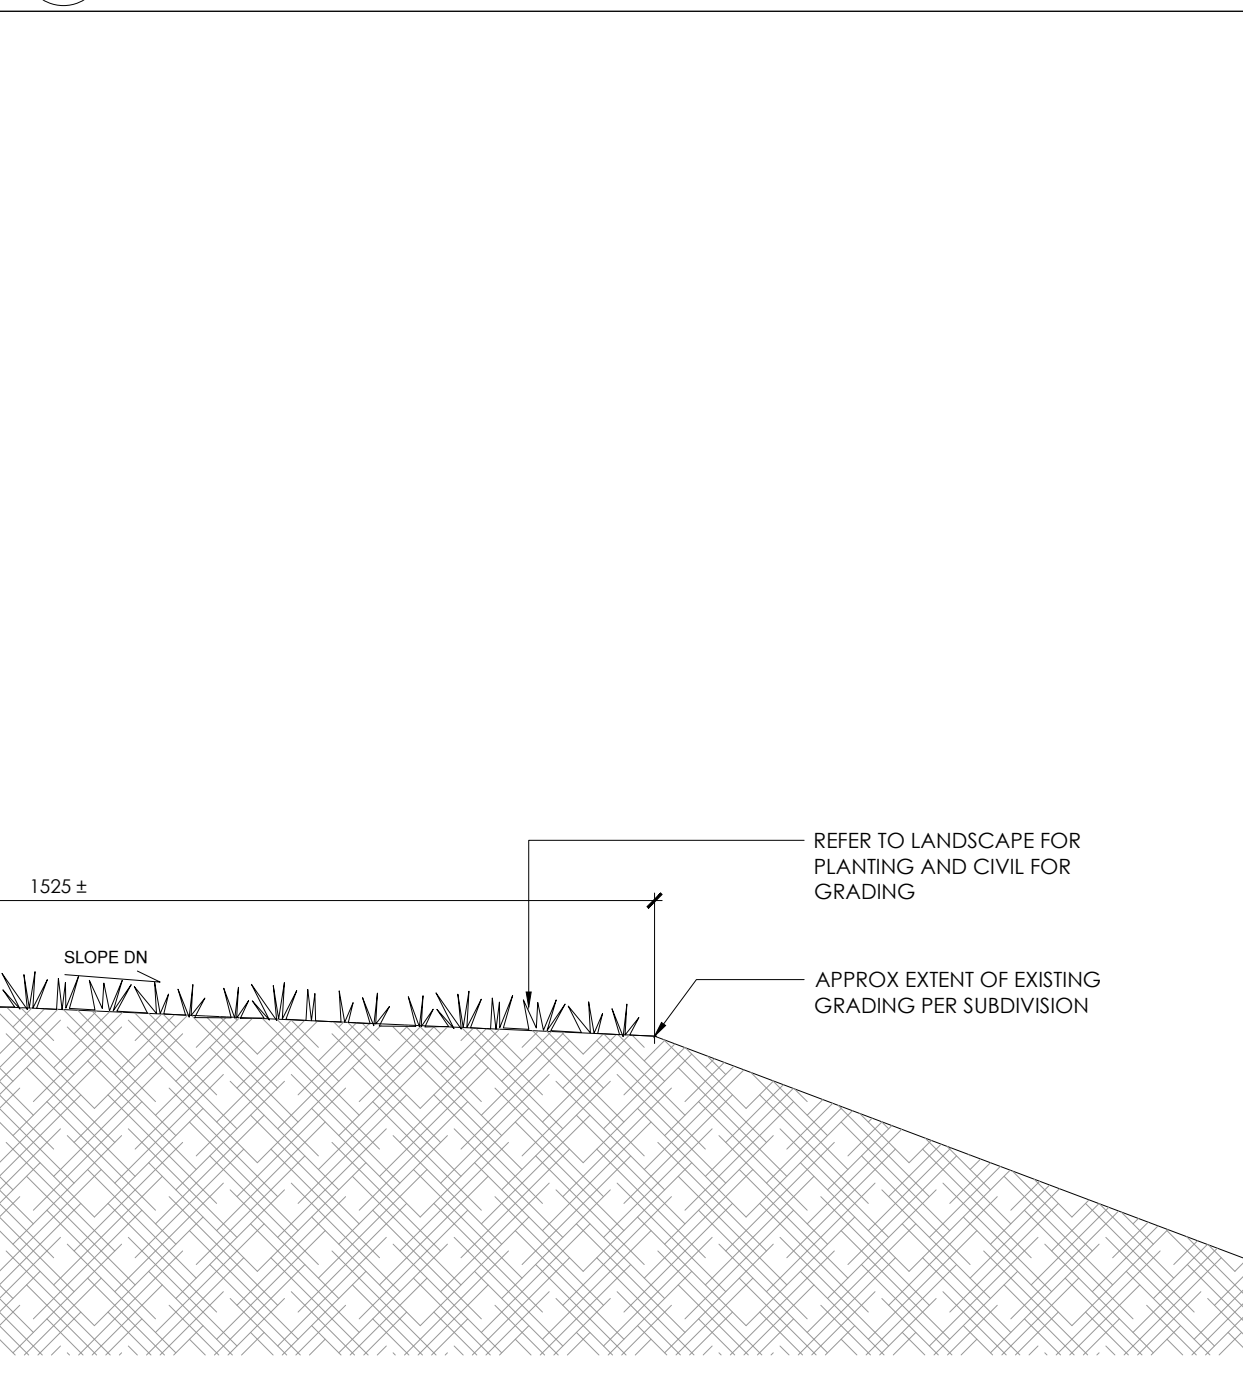 REFER TO LANDSCAPE FOR
PLANTING AND CIVIL FOR
GRADING
1525 ±
SLOPE DN
APPROX EXTENT OF EXISTING
GRADING PER SUBDIVISION